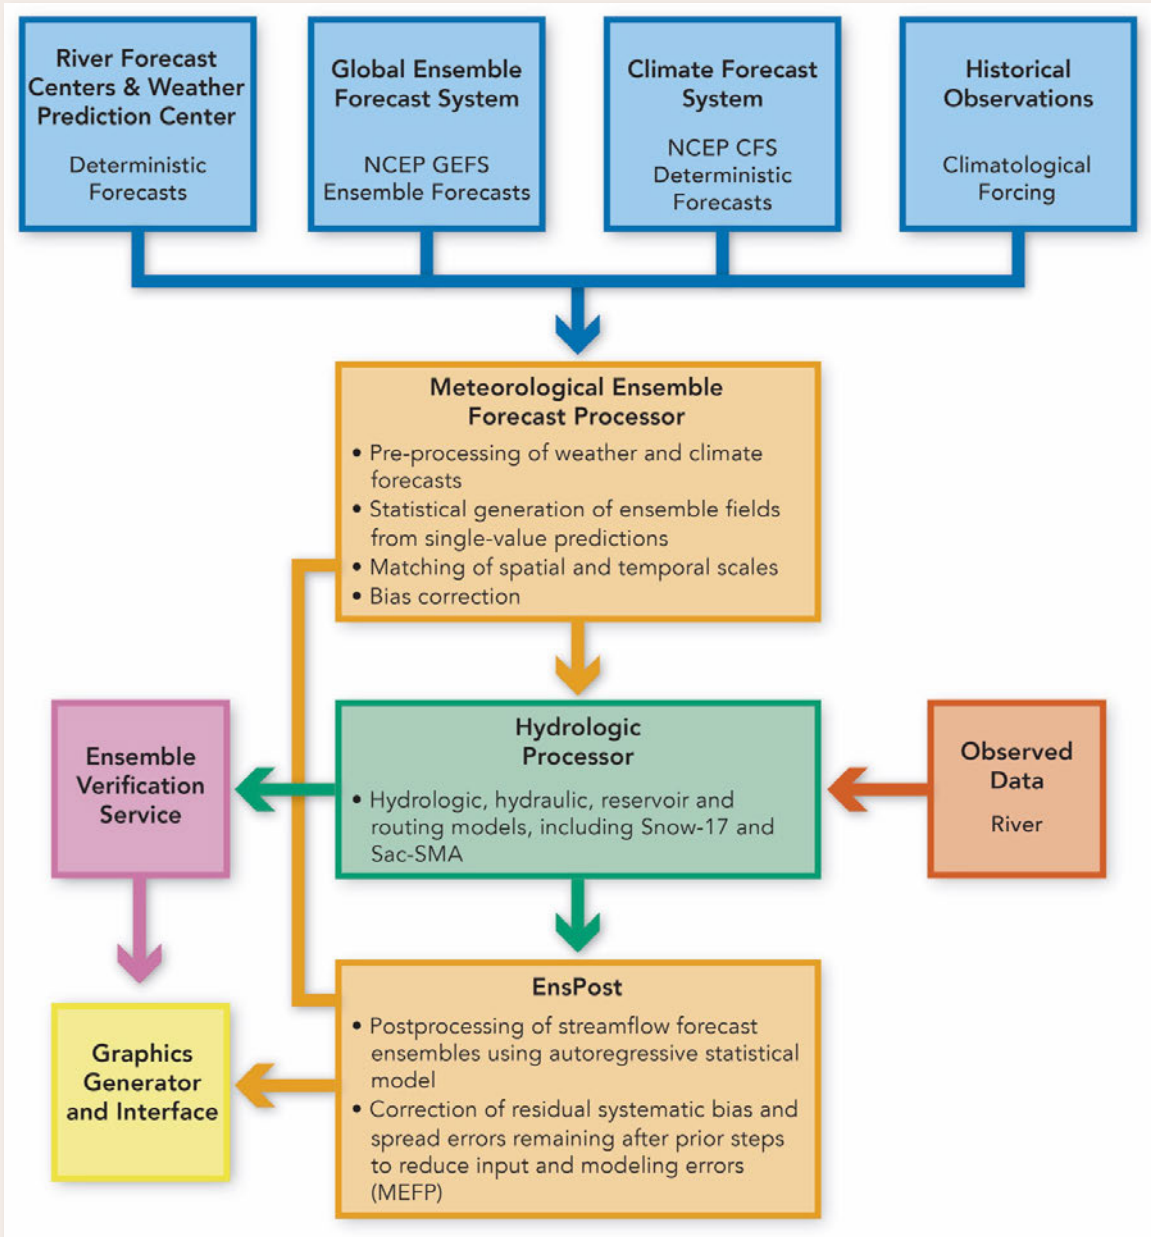 River Forecast
Centers & Weather
Prediction Center
Deterministic
Forecasts
Global Ensemble
Forecast System
NCEP GEFS
Ensemble Forecasts
Climate Forecast
System
NCEP CFS
Deterministic
Forecasts
Historical
Observations
Climatological
Forcing
Meteorological Ensemble
Forecast Processor
• Pre-processing of weather and climate
forecasts
• Statistical generation of ensemble fields
from single-value predictions
• Matching of spatial and temporal scales
• Bias correction
Ensemble
Verification
Service
Hydrologic
Processor
• Hydrologic, hydraulic, reservoir and
routing models, including Snow-17 and
Sac-SMA
Observed
Data
River
Graphics
Generator
and Interface
EnsPost
• Postprocessing of streamflow forecast
ensembles using autoregressive statistical
model
• Correction of residual systematic bias and
spread errors remaining after prior steps
to reduce input and modeling errors
(MEFP)